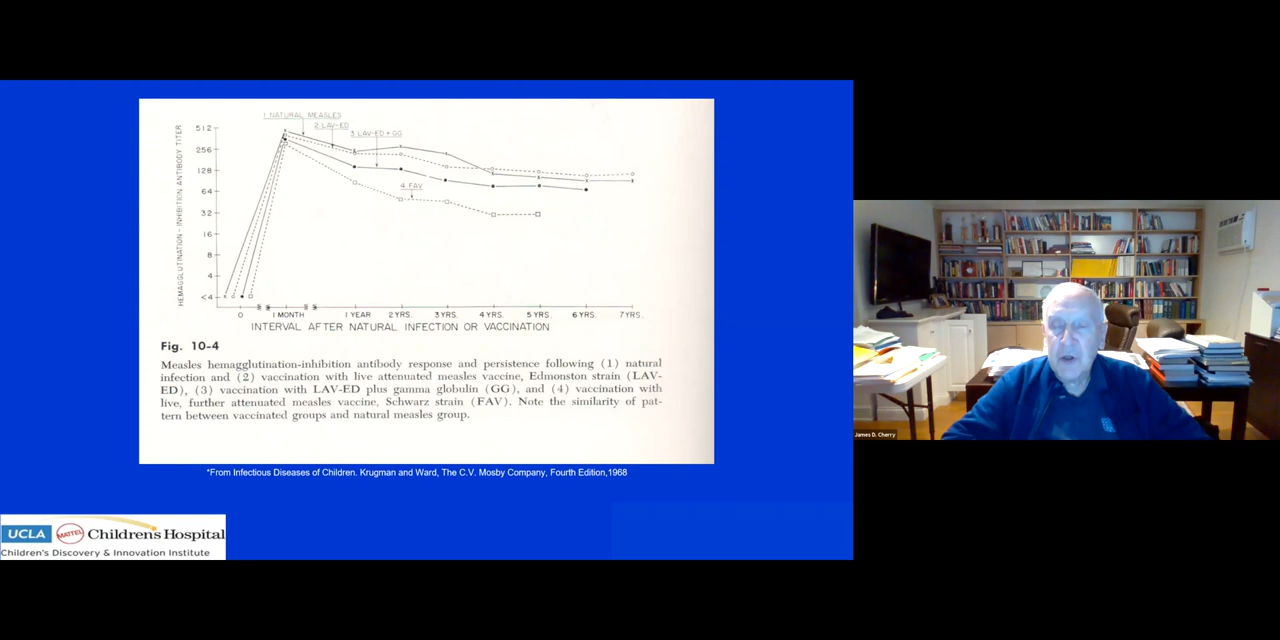 1 NATURAL MEASLES
2 LAV-ED
3 LAV-ED + GG
4 FAV
HEMAGGLUTINATION-INHIBITION ANTIBODY TITER
512
256
128
64
32
16
8
4
<4
0 1 MONTH 1 YEAR 2 YRS. 3 YRS. 4 YRS. 5 YRS. 6 YRS. 7 YRS.
INTERVAL AFTER NATURAL INFECTION OR VACCINATION
Fig. 10-4
Measles hemagglutination-inhibition antibody response and persistence following (1) natural
infection and (2) vaccination with live attenuated measles vaccine, Edmonston strain (LAV-
ED), (3) vaccination with LAV-ED plus gamma globulin (GG), and (4) vaccination with
live, further attenuated measles vaccine, Schwarz strain (FAV). Note the similarity of pat-
tern between vaccinated groups and natural measles group.
*From Infectious Diseases of Children. Krugman and Ward, The C.V. Mosby Company, Fourth Edition,1968
UCLA MATTEL Children's Hospital
Children's Discovery & Innovation Institute
James D. Cherry